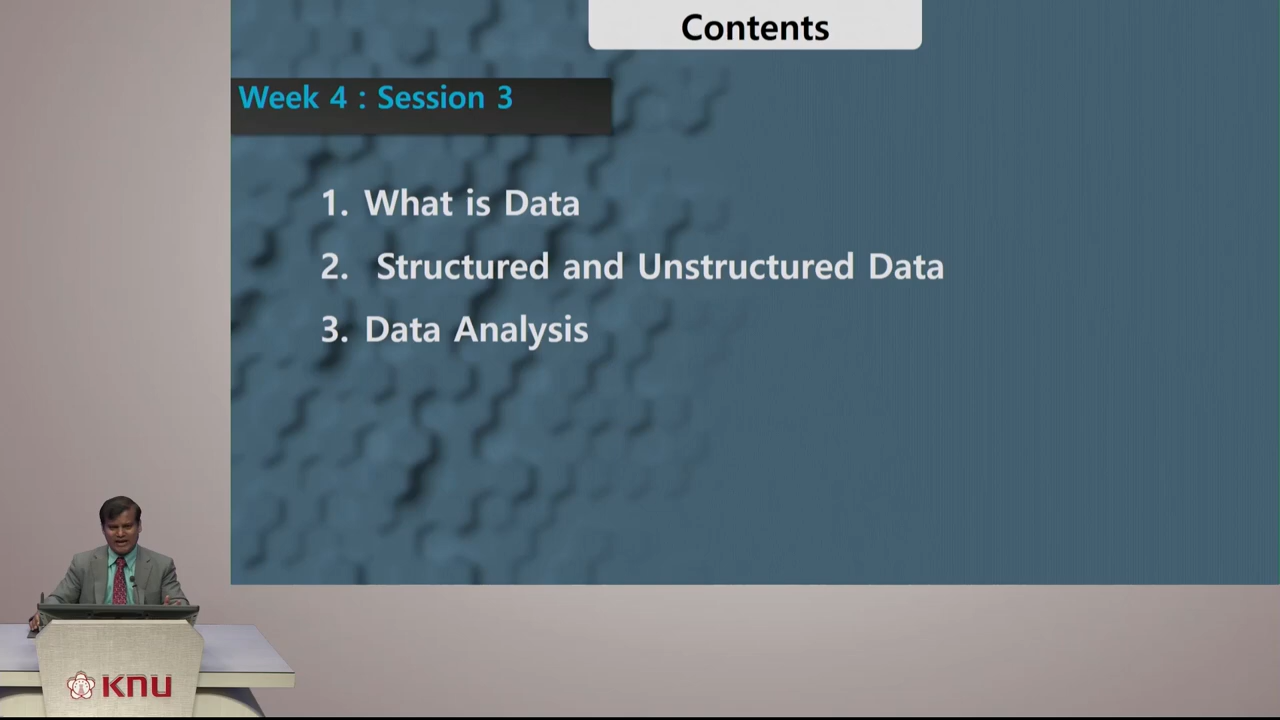 Contents
Week 4 : Session 3
1. What is Data
2. Structured and Unstructured Data
3. Data Analysis
KNU